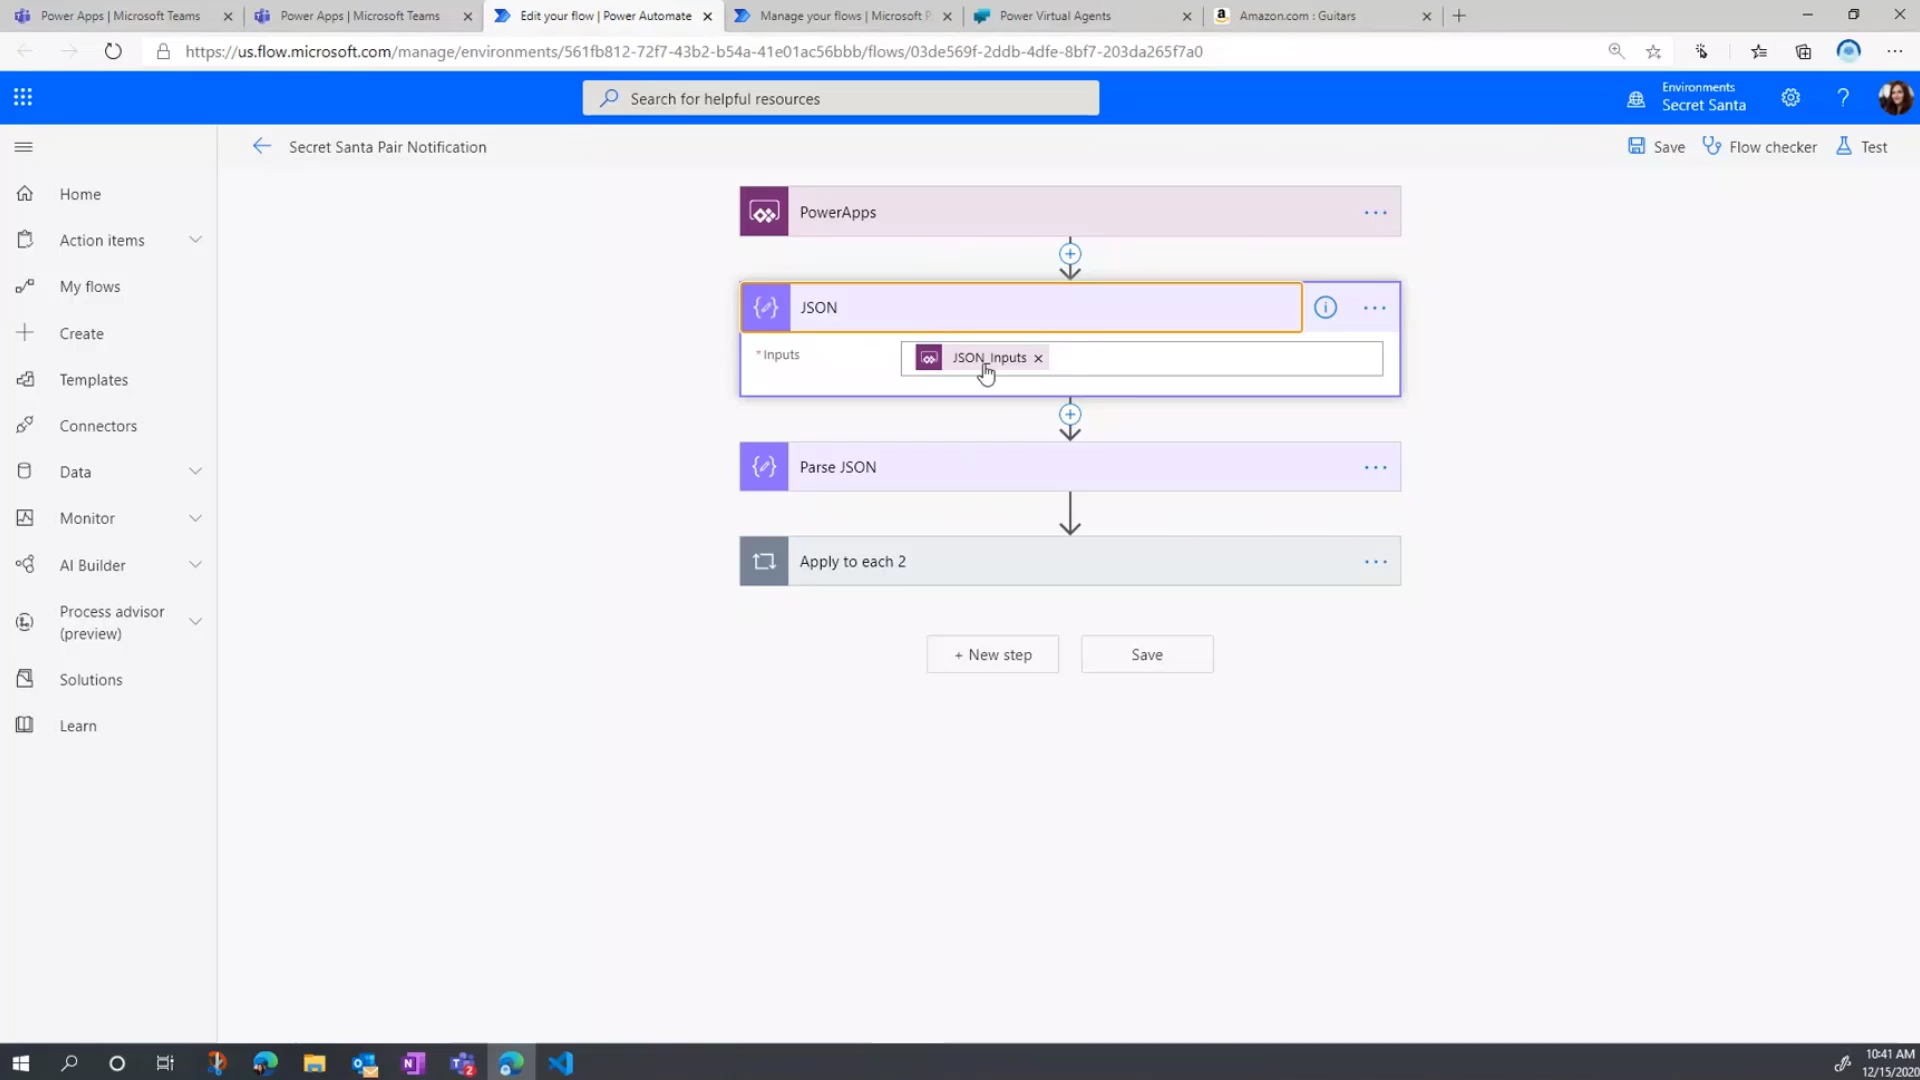 Power Apps | Microsoft Teams
Power Apps | Microsoft Teams
Edit your flow | Power Automate
Manage your flows | Microsoft P
Power Virtual Agents
Amazon.com : Guitars
https://us.flow.microsoft.com/manage/environments/561fb812-72f7-43b2-b54a-41e01ac56bbb/flows/03de569f-2ddb-4dfe-8bf7-203da265f7a0
Search for helpful resources
Environments
Secret Santa
Secret Santa Pair Notification
Save
Flow checker
Test
Home
Action items
My flows
Create
Templates
Connectors
Data
Monitor
AI Builder
Process advisor
(preview)
Solutions
Learn
PowerApps
JSON
* Inputs
JSON_Inputs
Parse JSON
Apply to each 2
+ New step
Save
10:41 AM
12/15/2020